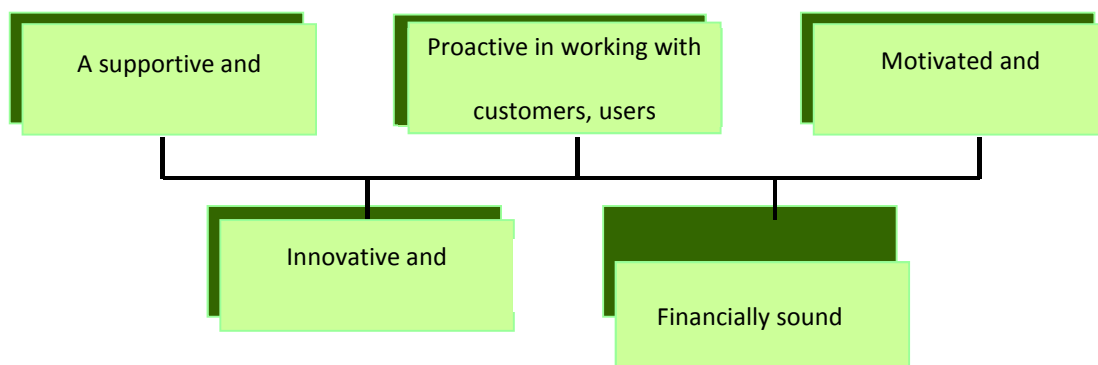 A supportive and
Proactive in working with
customers, users
Motivated and
Innovative and
Financially sound